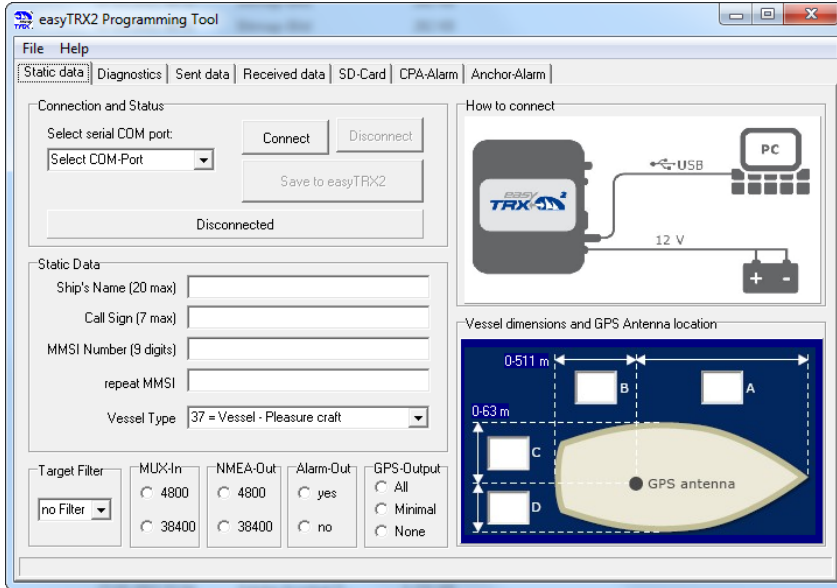 easyTRX2 Programming Tool
File Help
Static data Diagnostics Sent data Received data SD-Card CPA-Alarm Anchor-Alarm
Connection and Status
Select serial COM port:
Select COM-Port
Connect
Disconnect
Save to easyTRX2
Disconnected
Static Data
Ship's Name (20 max)
Call Sign (7 max)
MMSI Number (9 digits)
repeat MMSI
Vessel Type 37 = Vessel - Pleasure craft
Target Filter
no Filter
MUX-In
4800
38400
NMEA-Out
4800
38400
Alarm-Out
yes
no
GPS-Output
All
Minimal
None
How to connect
easy
TRX 2
USB
PC
12 V
+ -
Vessel dimensions and GPS Antenna location
0-511 m
B
A
0-63 m
C
GPS antenna
D